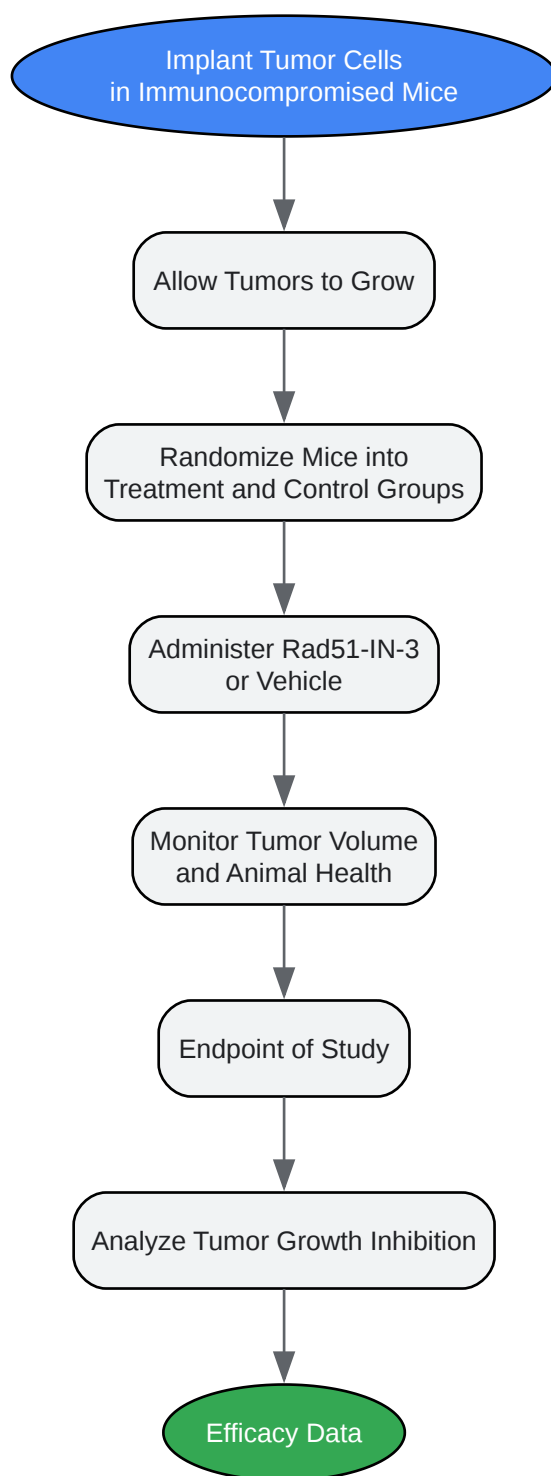 Implant Tumor Cells
in Immunocompromised Mice
Allow Tumors to Grow
Randomize Mice into
Treatment and Control Groups
Administer Rad51-IN-3
or Vehicle
Monitor Tumor Volume
and Animal Health
Endpoint of Study
Analyze Tumor Growth Inhibition
Efficacy Data